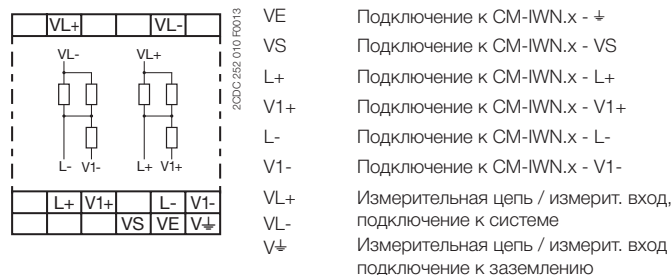 VL+ VL-
VL- VL+
L- V1- L+ V1+
L+ V1+ L- V1-
VS VE V⏚
2CDC 252 010 F0013
VE Подключение к CM-IWN.x - ⏚
VS Подключение к CM-IWN.x - VS
L+ Подключение к CM-IWN.x - L+
V1+ Подключение к CM-IWN.x - V1+
L- Подключение к CM-IWN.x - L-
V1- Подключение к CM-IWN.x - V1-
VL+ Измерительная цепь / измерит. вход,
VL- подключение к системе
V⏚ Измерительная цепь / измерит. вход
подключение к заземлению